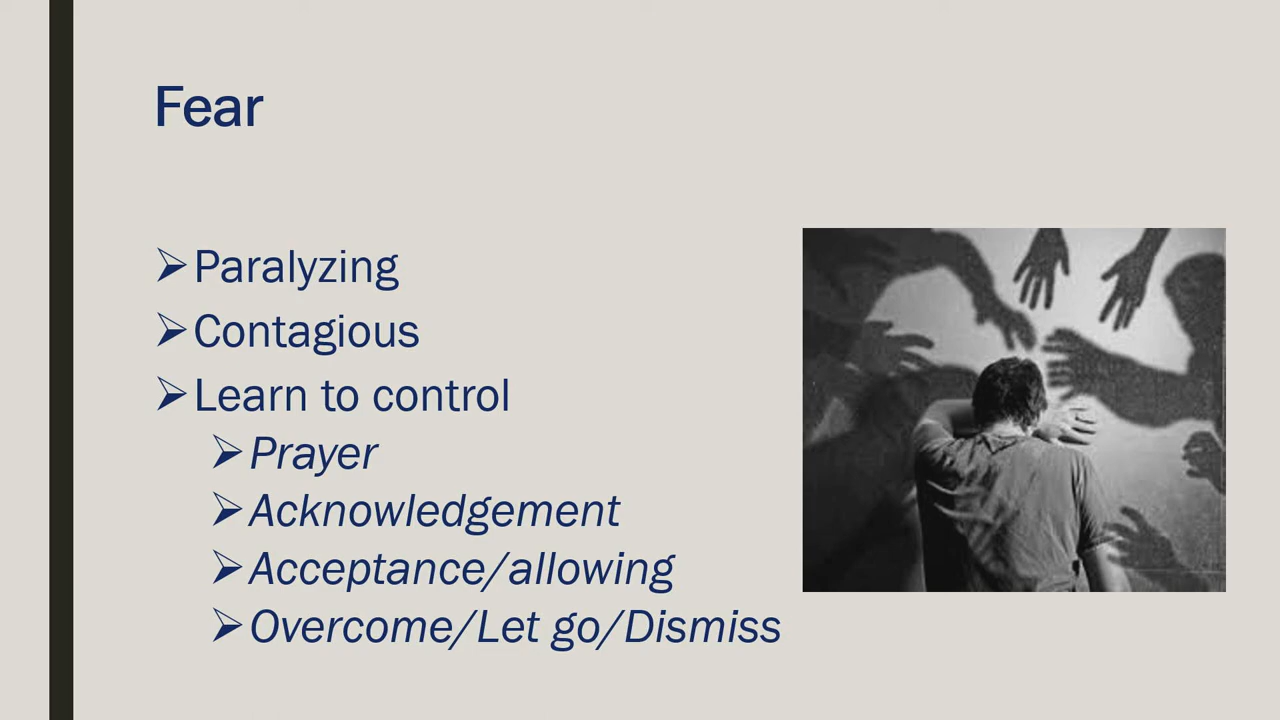 Fear
➢Paralyzing
➢Contagious
➢Learn to control
➢Prayer
➢Acknowledgement
➢Acceptance/allowing
➢Overcome/Let go/Dismiss